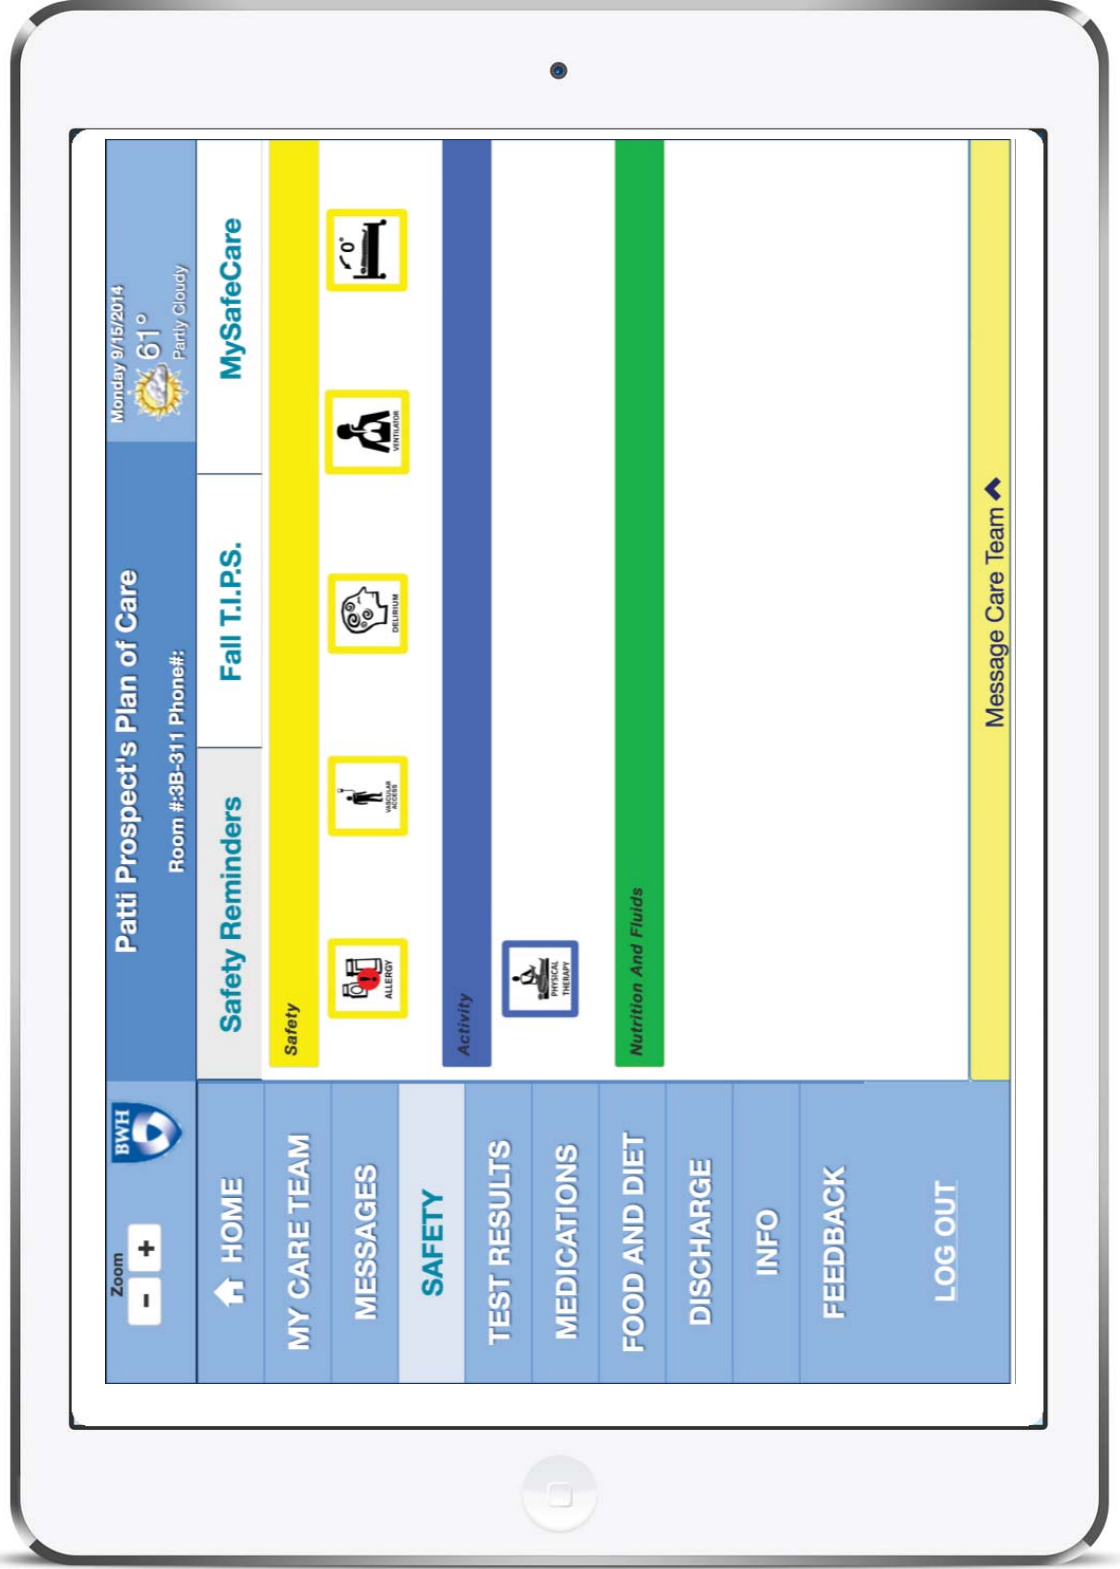 Zoom
- +
BWH
Patti Prospect's Plan of Care
Room #:3B-311 Phone#:
Monday 9/15/2014
61°
Partly Cloudy
HOME
MY CARE TEAM
MESSAGES
SAFETY
TEST RESULTS
MEDICATIONS
FOOD AND DIET
DISCHARGE
INFO
FEEDBACK
LOG OUT
Safety Reminders
Fall T.I.P.S.
MySafeCare
Safety
ALLERGY
VASCULAR
ACCESS
DELIRIUM
VENTILATOR
0°
Activity
PHYSICAL
THERAPY
Nutrition And Fluids
Message Care Team